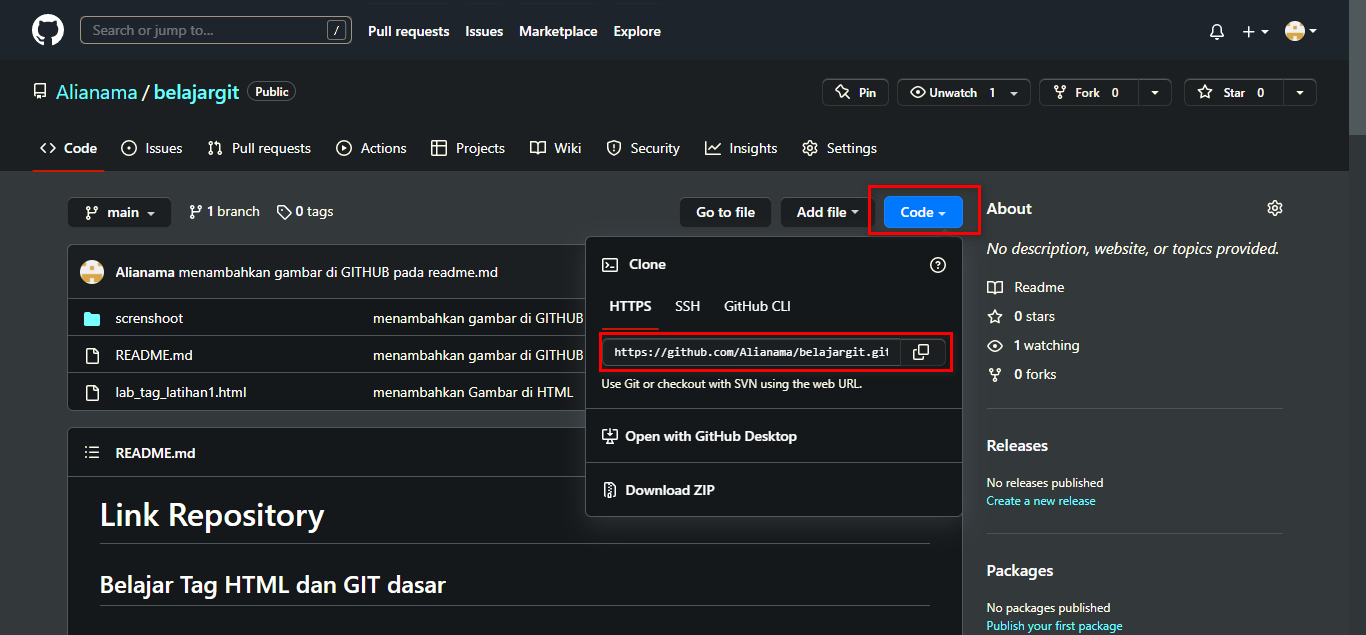 Search or jump to... /
Pull requests Issues Marketplace Explore
Alianama / belajargit Public
Pin Unwatch 1 Fork 0 Star 0
Code Issues Pull requests Actions Projects Wiki Security Insights Settings
main 1 branch 0 tags Go to file Add file Code
Alianama menambahkan gambar di GITHUB pada readme.md
screnshoot menambahkan gambar di GITHUB
README.md menambahkan gambar di GITHUB
lab_tag_latihan1.html menambahkan Gambar di HTML
Clone
HTTPS SSH GitHub CLI
https://github.com/Alianama/belajargit.git
Use Git or checkout with SVN using the web URL.
Open with GitHub Desktop
Download ZIP
README.md
Link Repository
Belajar Tag HTML dan GIT dasar
About
No description, website, or topics provided.
Readme
0 stars
1 watching
0 forks
Releases
No releases published
Create a new release
Packages
No packages published
Publish your first package